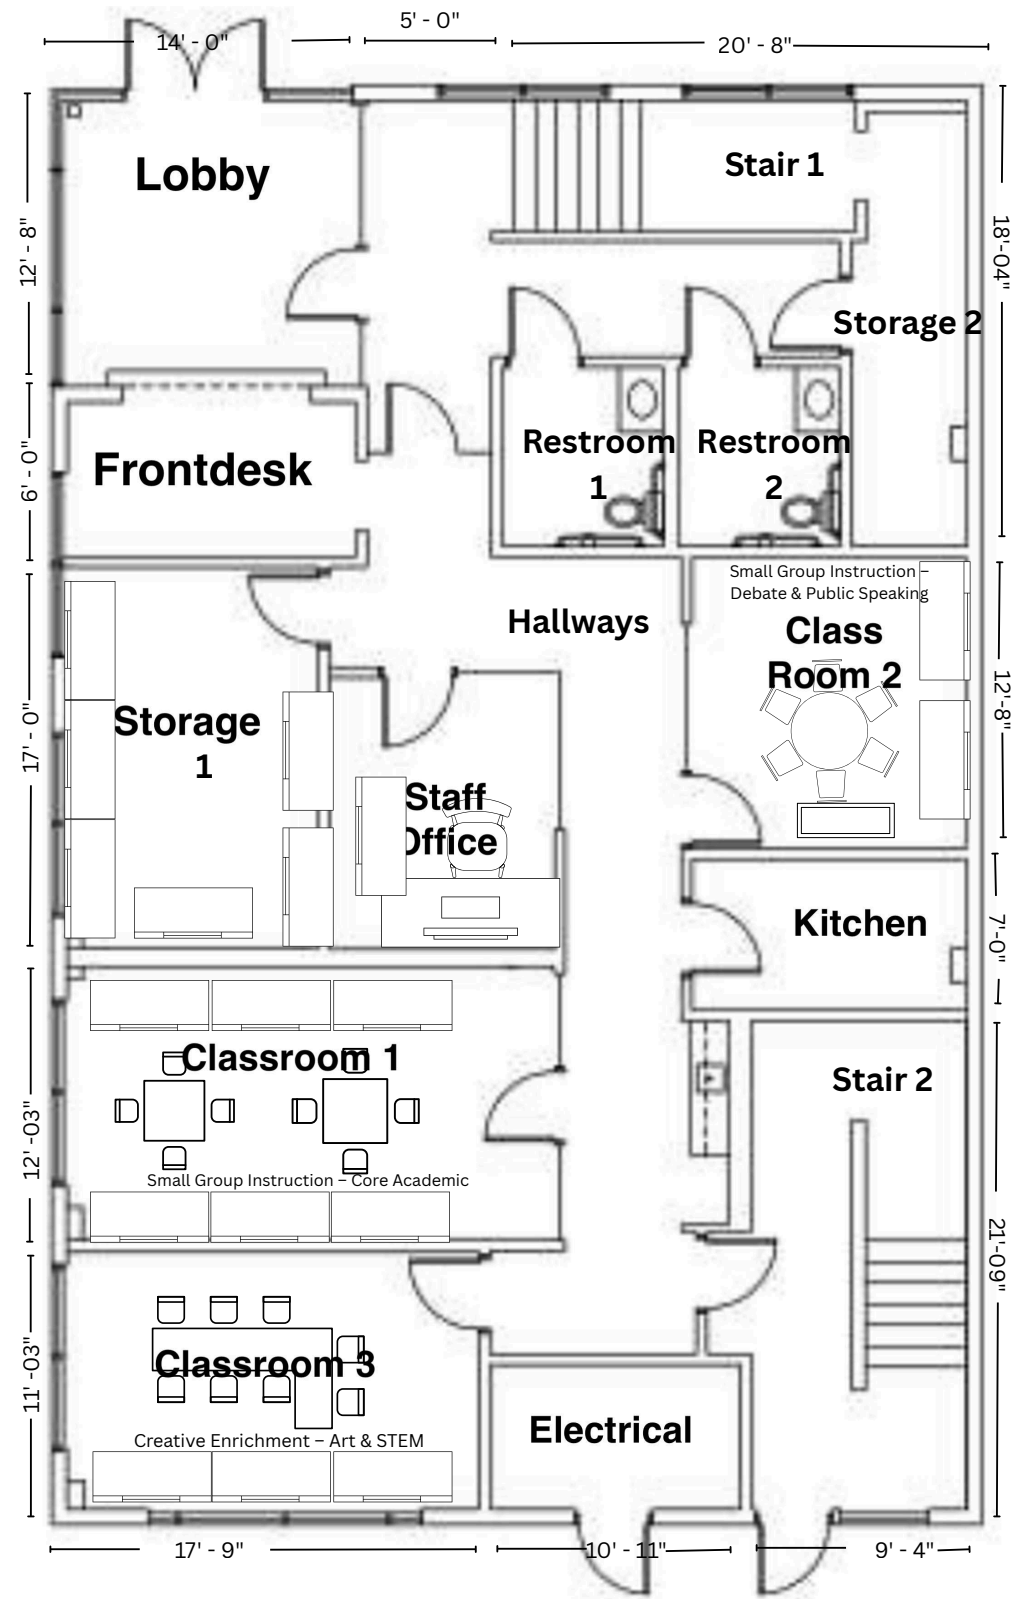 5' - 0"
14' - 0"
20' - 8"
Lobby
Stair 1
12' - 8"
18'-04"
Storage 2
Restroom
1
Restroom
2
Frontdesk
6' - 0"
Small Group Instruction –
Debate & Public Speaking
Class
Room 2
Hallways
12'-8"
Storage
1
17' - 0"
Staff
Office
Kitchen
7'-0"
Classroom 1
Stair 2
12' -03"
Small Group Instruction – Core Academic
21'-09"
Classroom 3
11' -03"
Electrical
Creative Enrichment – Art & STEM
17' - 9"
10' - 11"
9' - 4"